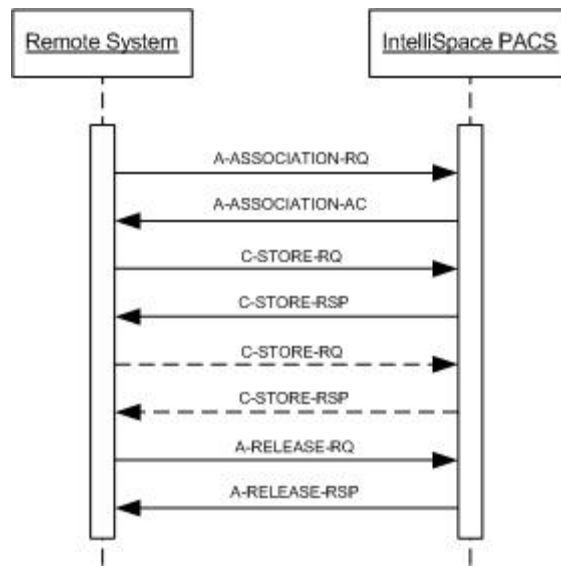 Remote System
IntelliSpace PACS
A-ASSOCIATION-RQ
A-ASSOCIATION-AC
C-STORE-RQ
C-STORE-RSP
C-STORE-RQ
C-STORE-RSP
A-RELEASE-RQ
A-RELEASE-RSP